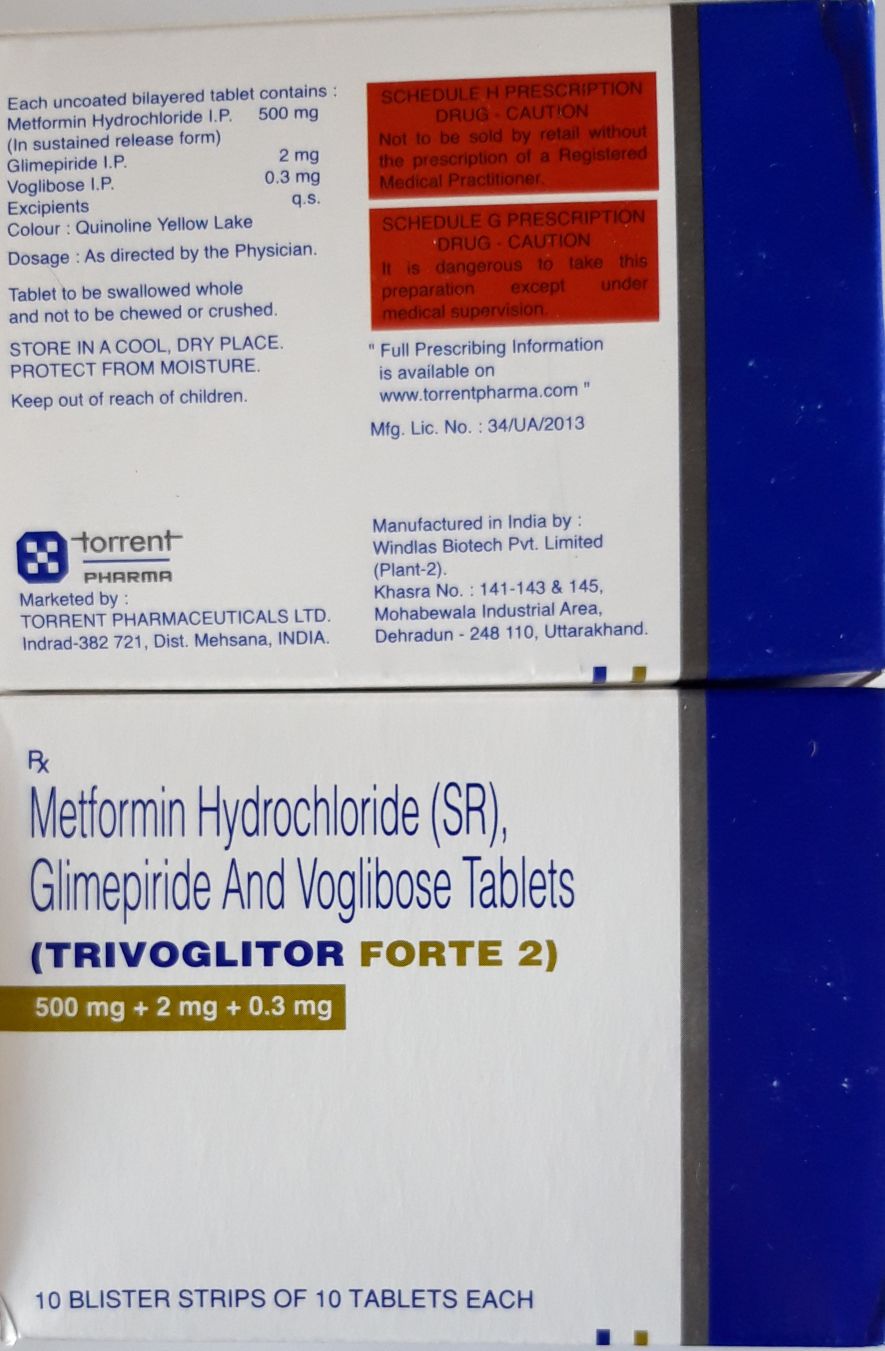 Each uncoated bilayered tablet contains :
Metformin Hydrochloride I.P. 500 mg
(In sustained release form)
Glimepiride I.P. 2 mg
Voglibose I.P. 0.3 mg
Excipients q.s.
Colour : Quinoline Yellow Lake
Dosage : As directed by the Physician.
Tablet to be swallowed whole
and not to be chewed or crushed.
STORE IN A COOL, DRY PLACE.
PROTECT FROM MOISTURE.
Keep out of reach of children.
SCHEDULE H PRESCRIPTION
DRUG - CAUTION
Not to be sold by retail without
the prescription of a Registered
Medical Practitioner.
SCHEDULE G PRESCRIPTION
DRUG - CAUTION
It is dangerous to take this
preparation except under
medical supervision.
" Full Prescribing Information
is available on
www.torrentpharma.com "
Mfg. Lic. No. : 34/UA/2013
torrent
PHARMA
Marketed by :
TORRENT PHARMACEUTICALS LTD.
Indrad-382 721, Dist. Mehsana, INDIA.
Manufactured in India by :
Windlas Biotech Pvt. Limited
(Plant-2).
Khasra No. : 141-143 & 145,
Mohabewala Industrial Area,
Dehradun - 248 110, Uttarakhand.
Rx
Metformin Hydrochloride (SR),
Glimepiride And Voglibose Tablets
(TRIVOGLITOR FORTE 2)
500 mg + 2 mg + 0.3 mg
10 BLISTER STRIPS OF 10 TABLETS EACH